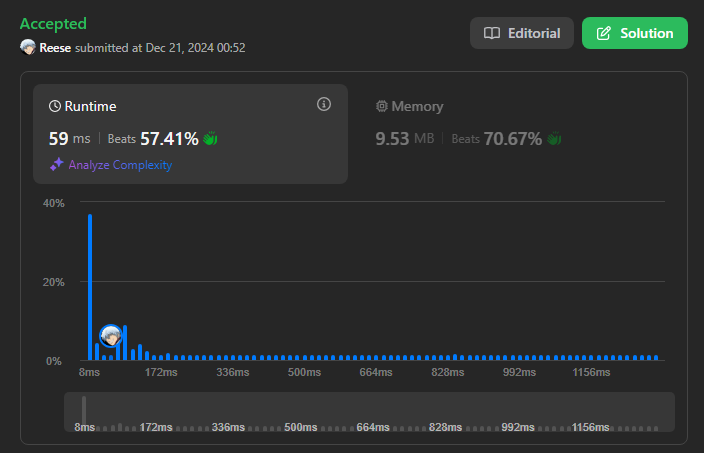 Accepted
Editorial
Solution
Reese submitted at Dec 21, 2024 00:52
Runtime
Memory
59 ms | Beats 57.41%
9.53 MB | Beats 70.67%
Analyze Complexity
40%
20%
0%
8ms 172ms 336ms 500ms 664ms 828ms 992ms 1156ms
8ms 172ms 336ms 500ms 664ms 828ms 992ms 1156ms